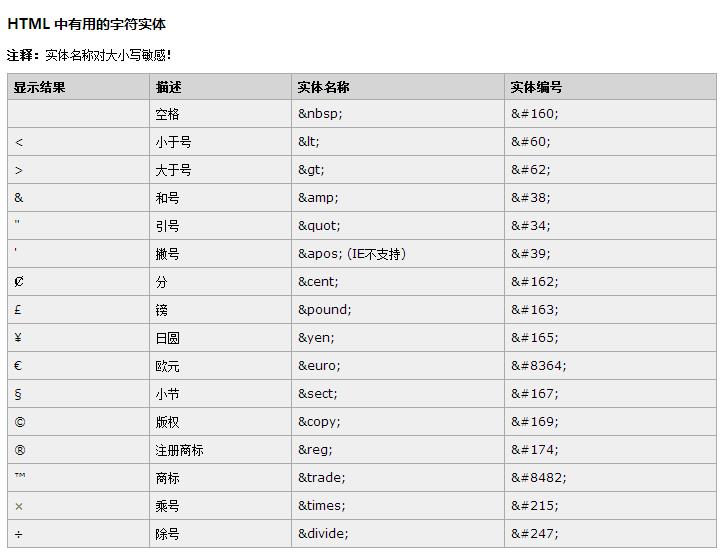 HTML 中有用的字符实体
注释：实体名称对大小写敏感！
显示结果 描述 实体名称 实体编号
空格 &nbsp; &#160;
< 小于号 &lt; &#60;
> 大于号 &gt; &#62;
& 和号 &amp; &#38;
" 引号 &quot; &#34;
' 撇号 &apos; (IE不支持) &#39;
¢ 分 &cent; &#162;
£ 镑 &pound; &#163;
¥ 日圆 &yen; &#165;
€ 欧元 &euro; &#8364;
§ 小节 &sect; &#167;
© 版权 &copy; &#169;
® 注册商标 &reg; &#174;
™ 商标 &trade; &#8482;
× 乘号 &times; &#215;
÷ 除号 &divide; &#247;